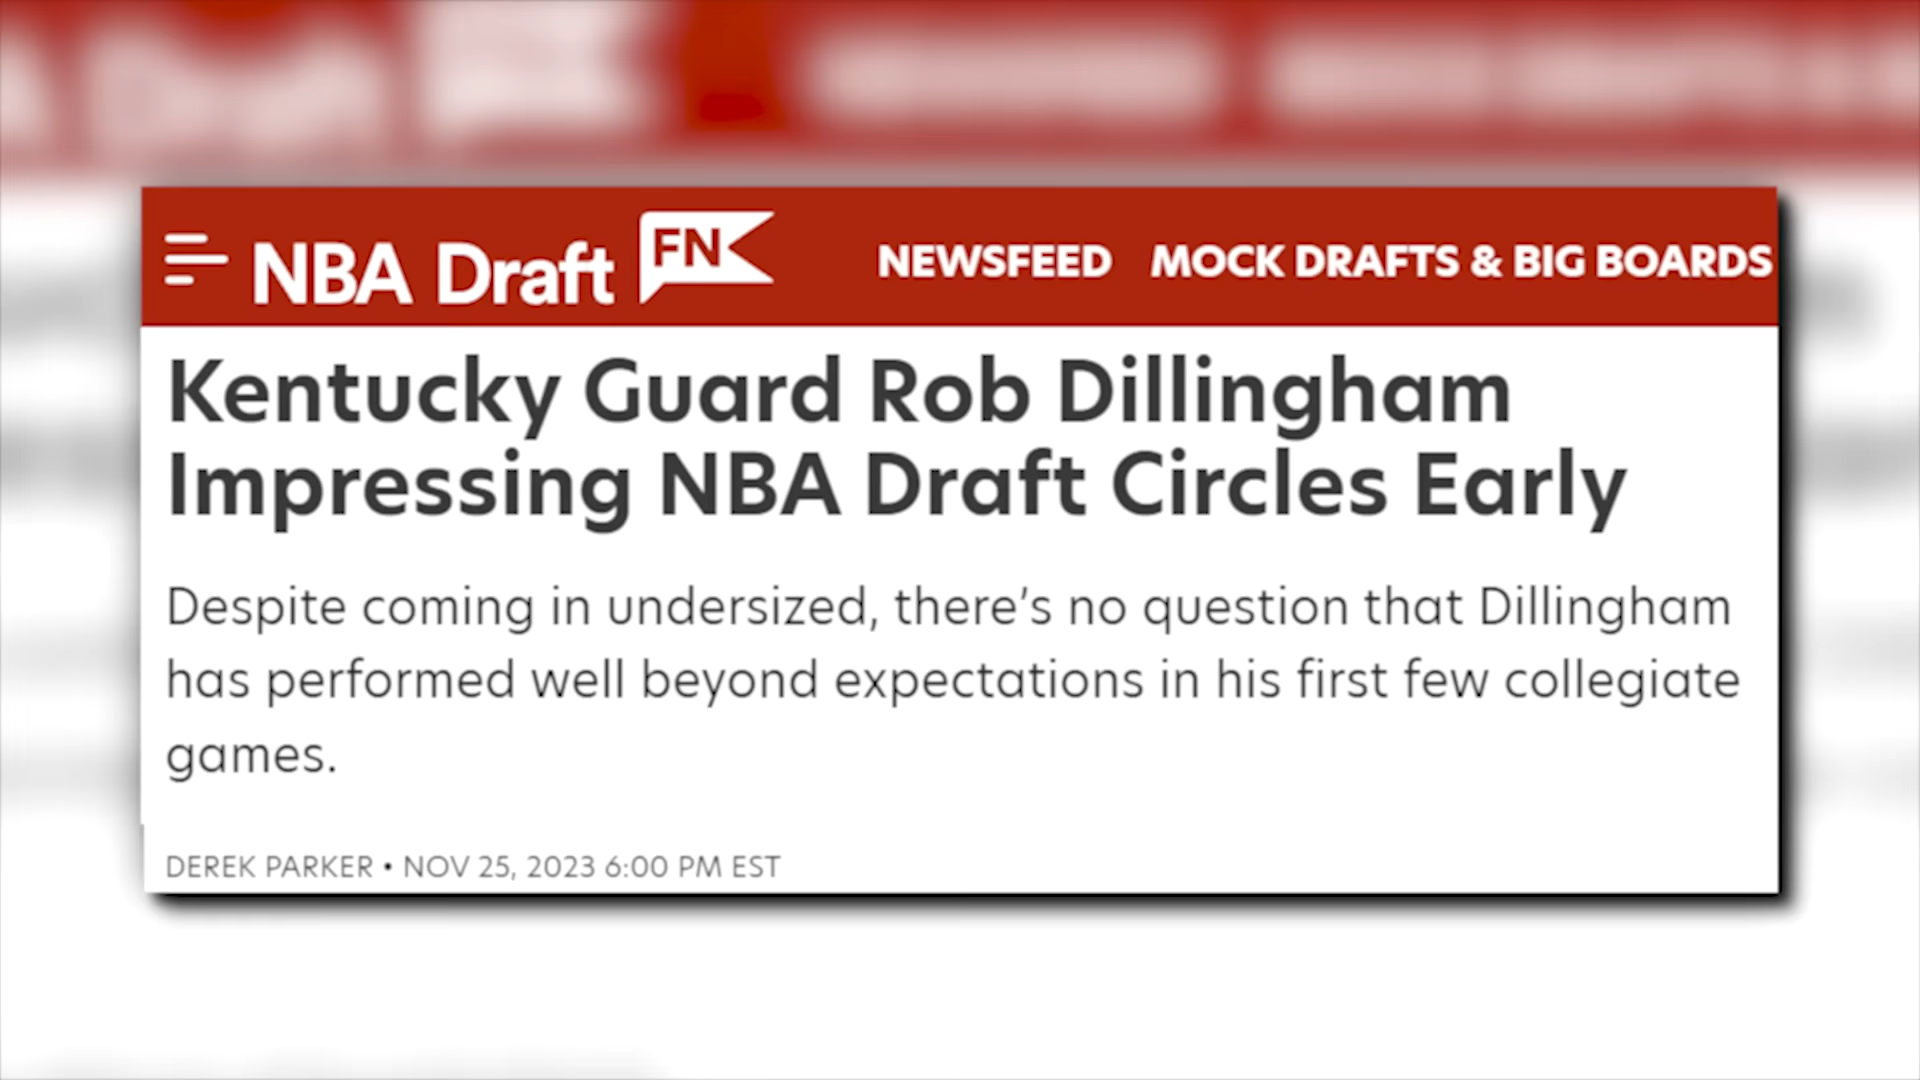 NBA Draft FN NEWSFEED MOCK DRAFTS & BIG BOARDS
Kentucky Guard Rob Dillingham
Impressing NBA Draft Circles Early
Despite coming in undersized, there's no question that Dillingham
has performed well beyond expectations in his first few collegiate
games.
DEREK PARKER • NOV 25, 2023 6:00 PM EST